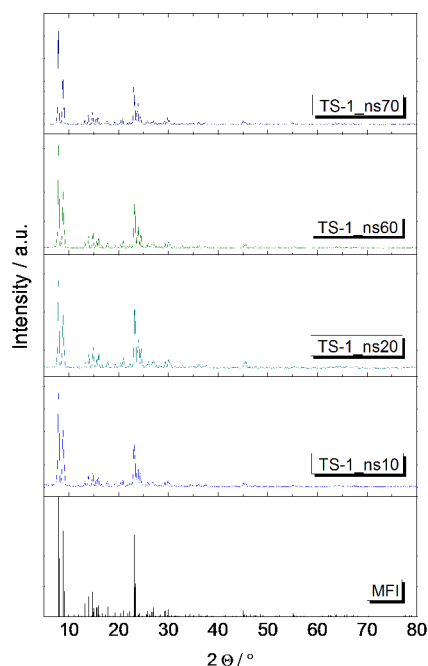 TS-1_ns70
TS-1_ns60
TS-1_ns20
TS-1_ns10
MFI
Intensity / a.u.
10 20 30 40 50 60 70 80
2 Θ / °